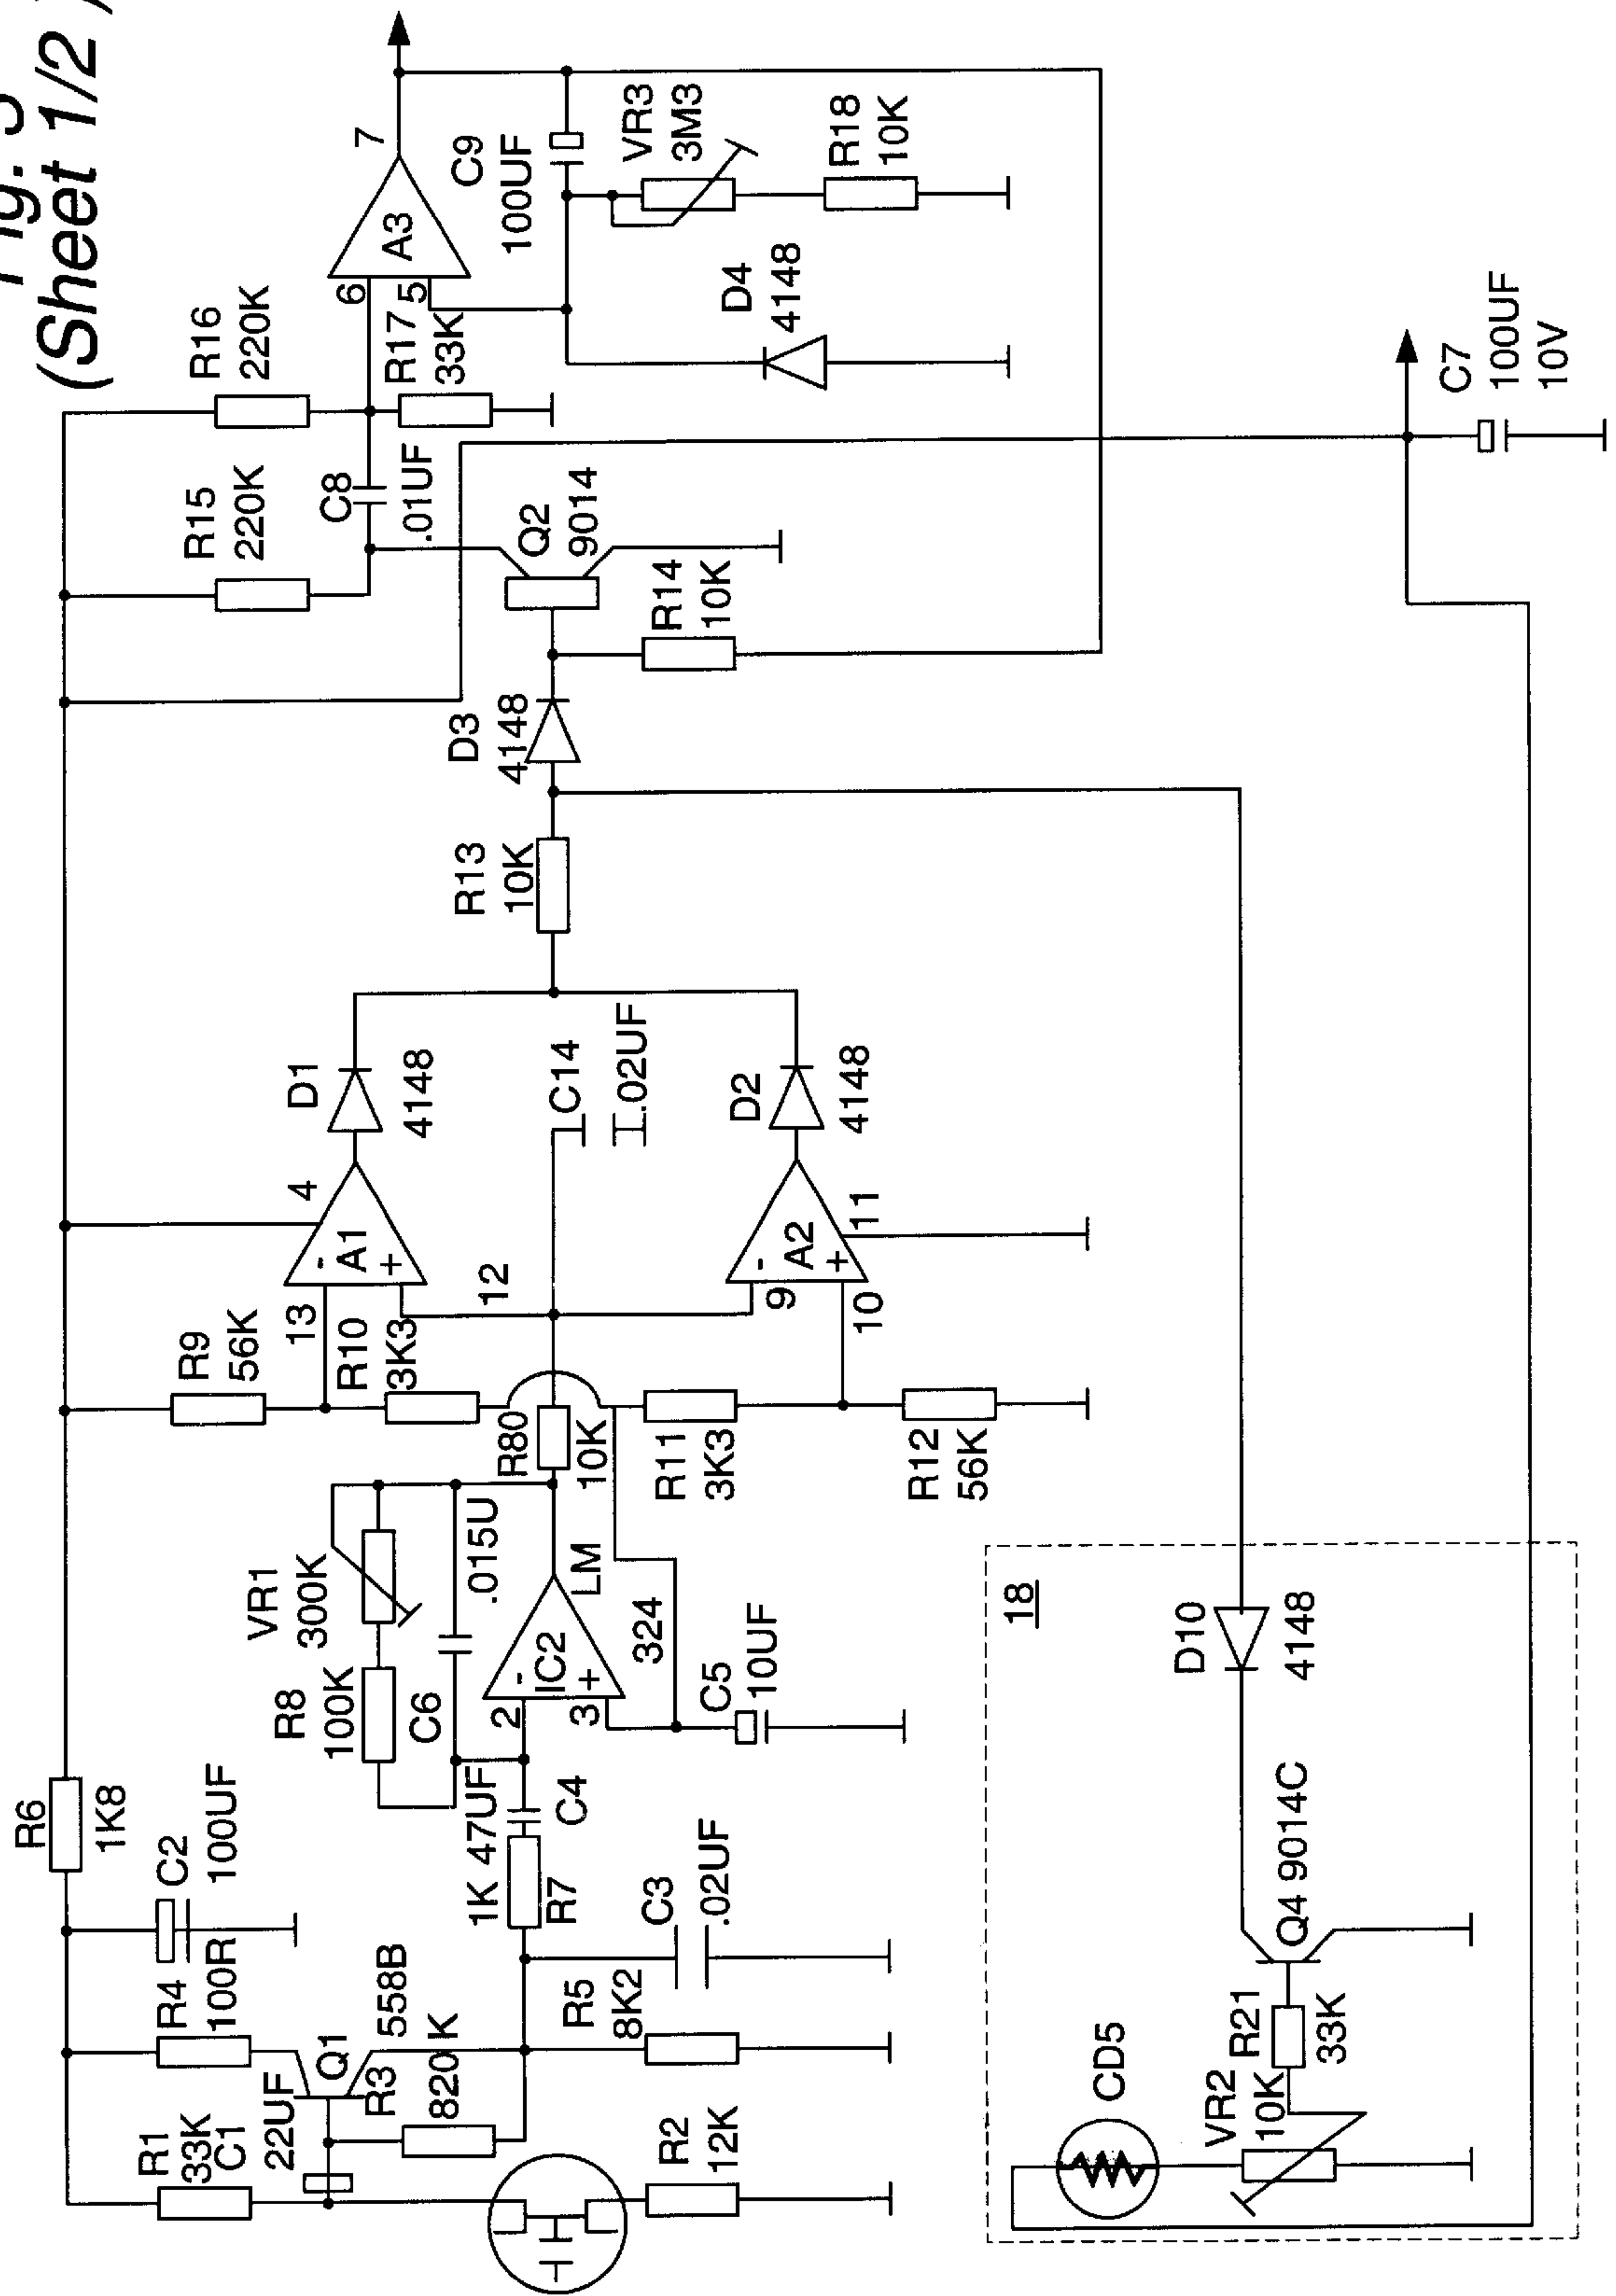 Fig. 3
(Sheet 1/2 )
R6
1K8
R4
100R
C2
100UF
R1
33K
C1
22UF
Q1
558B
R3
820 K
R2
12K
R5
8K2
C3
.02UF
1K
R7
47UF
C4
R8
100K
VR1
300K
C6
.015U
2
3
-
+
IC2
LM
324
C5
10UF
R9
56K
R10
3K3
R80
10K
R11
3K3
R12
56K
13
12
4
-
A1
+
D1
4148
C14
.02UF
9
10
-
A2
+
11
D2
4148
R13
10K
D3
4148
R14
10K
R15
220K
C8
.01UF
Q2
9014
R16
220K
R17
33K
6
5
A3
7
C9
100UF
D4
4148
VR3
3M3
R18
10K
C7
100UF
10V
18
CD5
VR2
10K
R21
33K
Q4 9014C
D10
4148